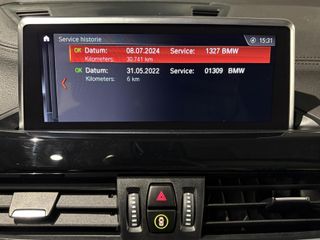 Service historie
15:31
OK Datum: 08.07.2024 Service: 1327 BMW
Kilometers: 30.741 km
OK Datum: 31.05.2022 Service: 01309 BMW
Kilometers: 6 km